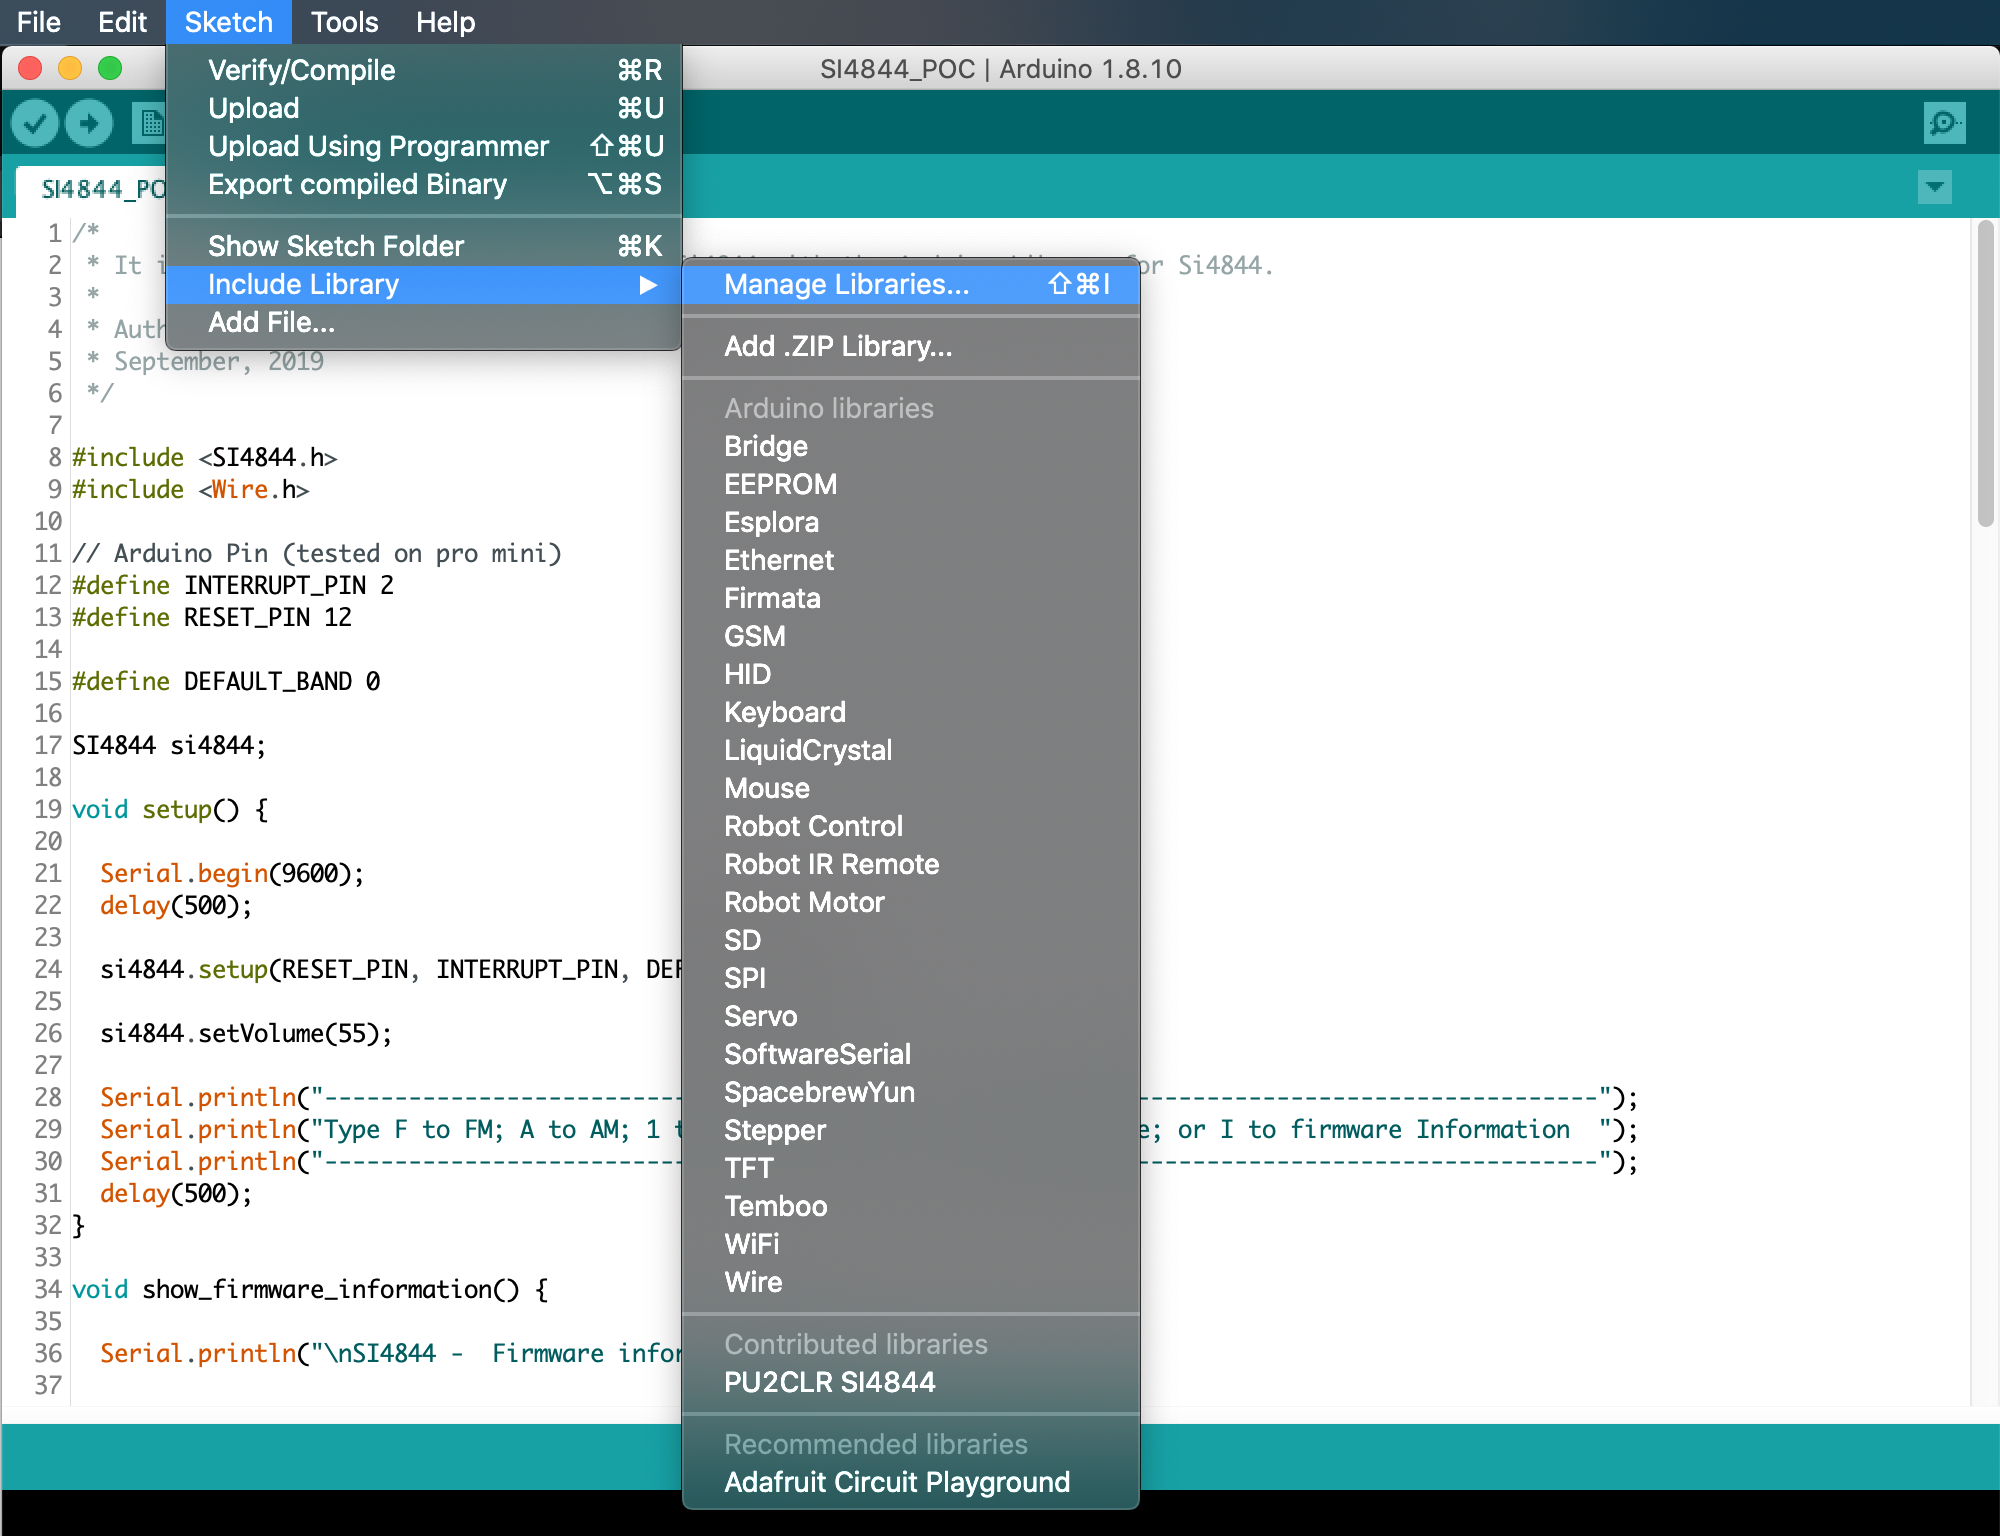 File Edit Sketch Tools Help
SI4844_POC | Arduino 1.8.10
Verify/Compile ⌘R
Upload ⌘U
Upload Using Programmer ⇧⌘U
Export compiled Binary ⌥⌘S
Show Sketch Folder ⌘K
Include Library ▶
Add File...
Manage Libraries... ⇧⌘I
Add .ZIP Library...
Arduino libraries
Bridge
EEPROM
Esplora
Ethernet
Firmata
GSM
HID
Keyboard
LiquidCrystal
Mouse
Robot Control
Robot IR Remote
Robot Motor
SD
SPI
Servo
SoftwareSerial
SpacebrewYun
Stepper
TFT
Temboo
WiFi
Wire
Contributed libraries
PU2CLR SI4844
Recommended libraries
Adafruit Circuit Playground
SI4844_PO
1 /*
2 * It for Si4844.
3 *
4 * Auth
5 * September, 2019
6 */
7
8 #include <SI4844.h>
9 #include <Wire.h>
10
11 // Arduino Pin (tested on pro mini)
12 #define INTERRUPT_PIN 2
13 #define RESET_PIN 12
14
15 #define DEFAULT_BAND 0
16
17 SI4844 si4844;
18
19 void setup() {
20
21 Serial.begin(9600);
22 delay(500);
23
24 si4844.setup(RESET_PIN, INTERRUPT_PIN, DEF
25
26 si4844.setVolume(55);
27
28 Serial.println("-------------------------- ---------------------------------");
29 Serial.println("Type F to FM; A to AM; 1 t e; or I to firmware Information ");
30 Serial.println("-------------------------- ---------------------------------");
31 delay(500);
32 }
33
34 void show_firmware_information() {
35
36 Serial.println("\nSI4844 - Firmware infor
37